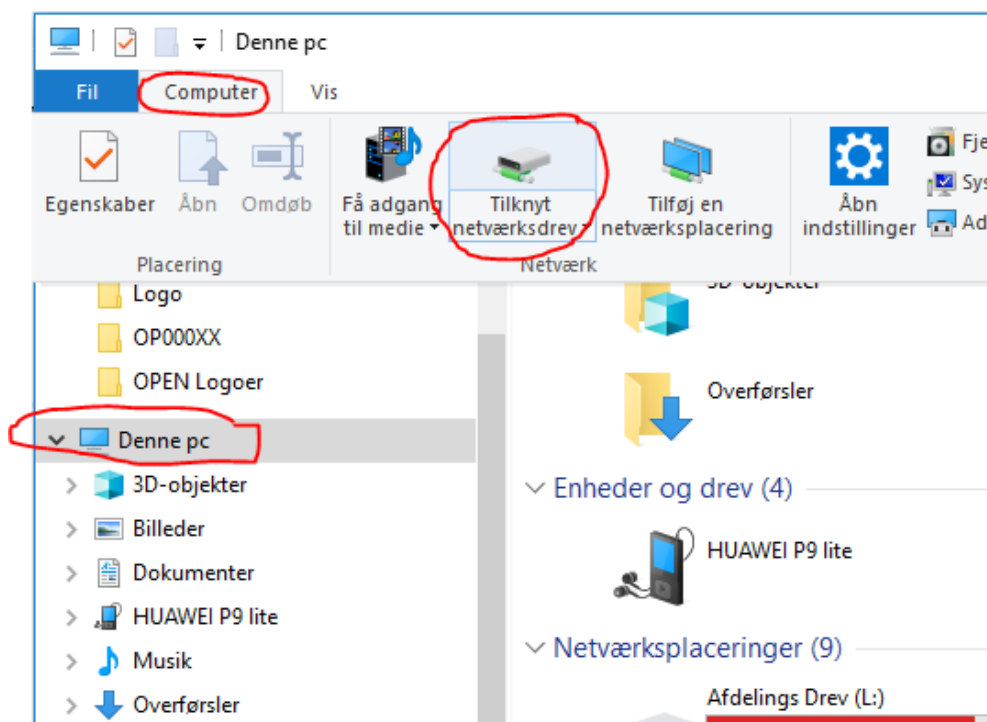 Denne pc
Fil Computer Vis
Egenskaber Åbn Omdøb
Få adgang til medie
Tilknyt netværksdrev
Tilføj en netværksplacering
Åbn indstillinger
Placering
Netværk
Logo
OP000XX
OPEN Logoer
Denne pc
3D-objekter
Billeder
Dokumenter
HUAWEI P9 lite
Musik
Overførsler
3D-objekter
Overførsler
Enheder og drev (4)
HUAWEI P9 lite
Netværksplaceringer (9)
Afdelings Drev (L:)